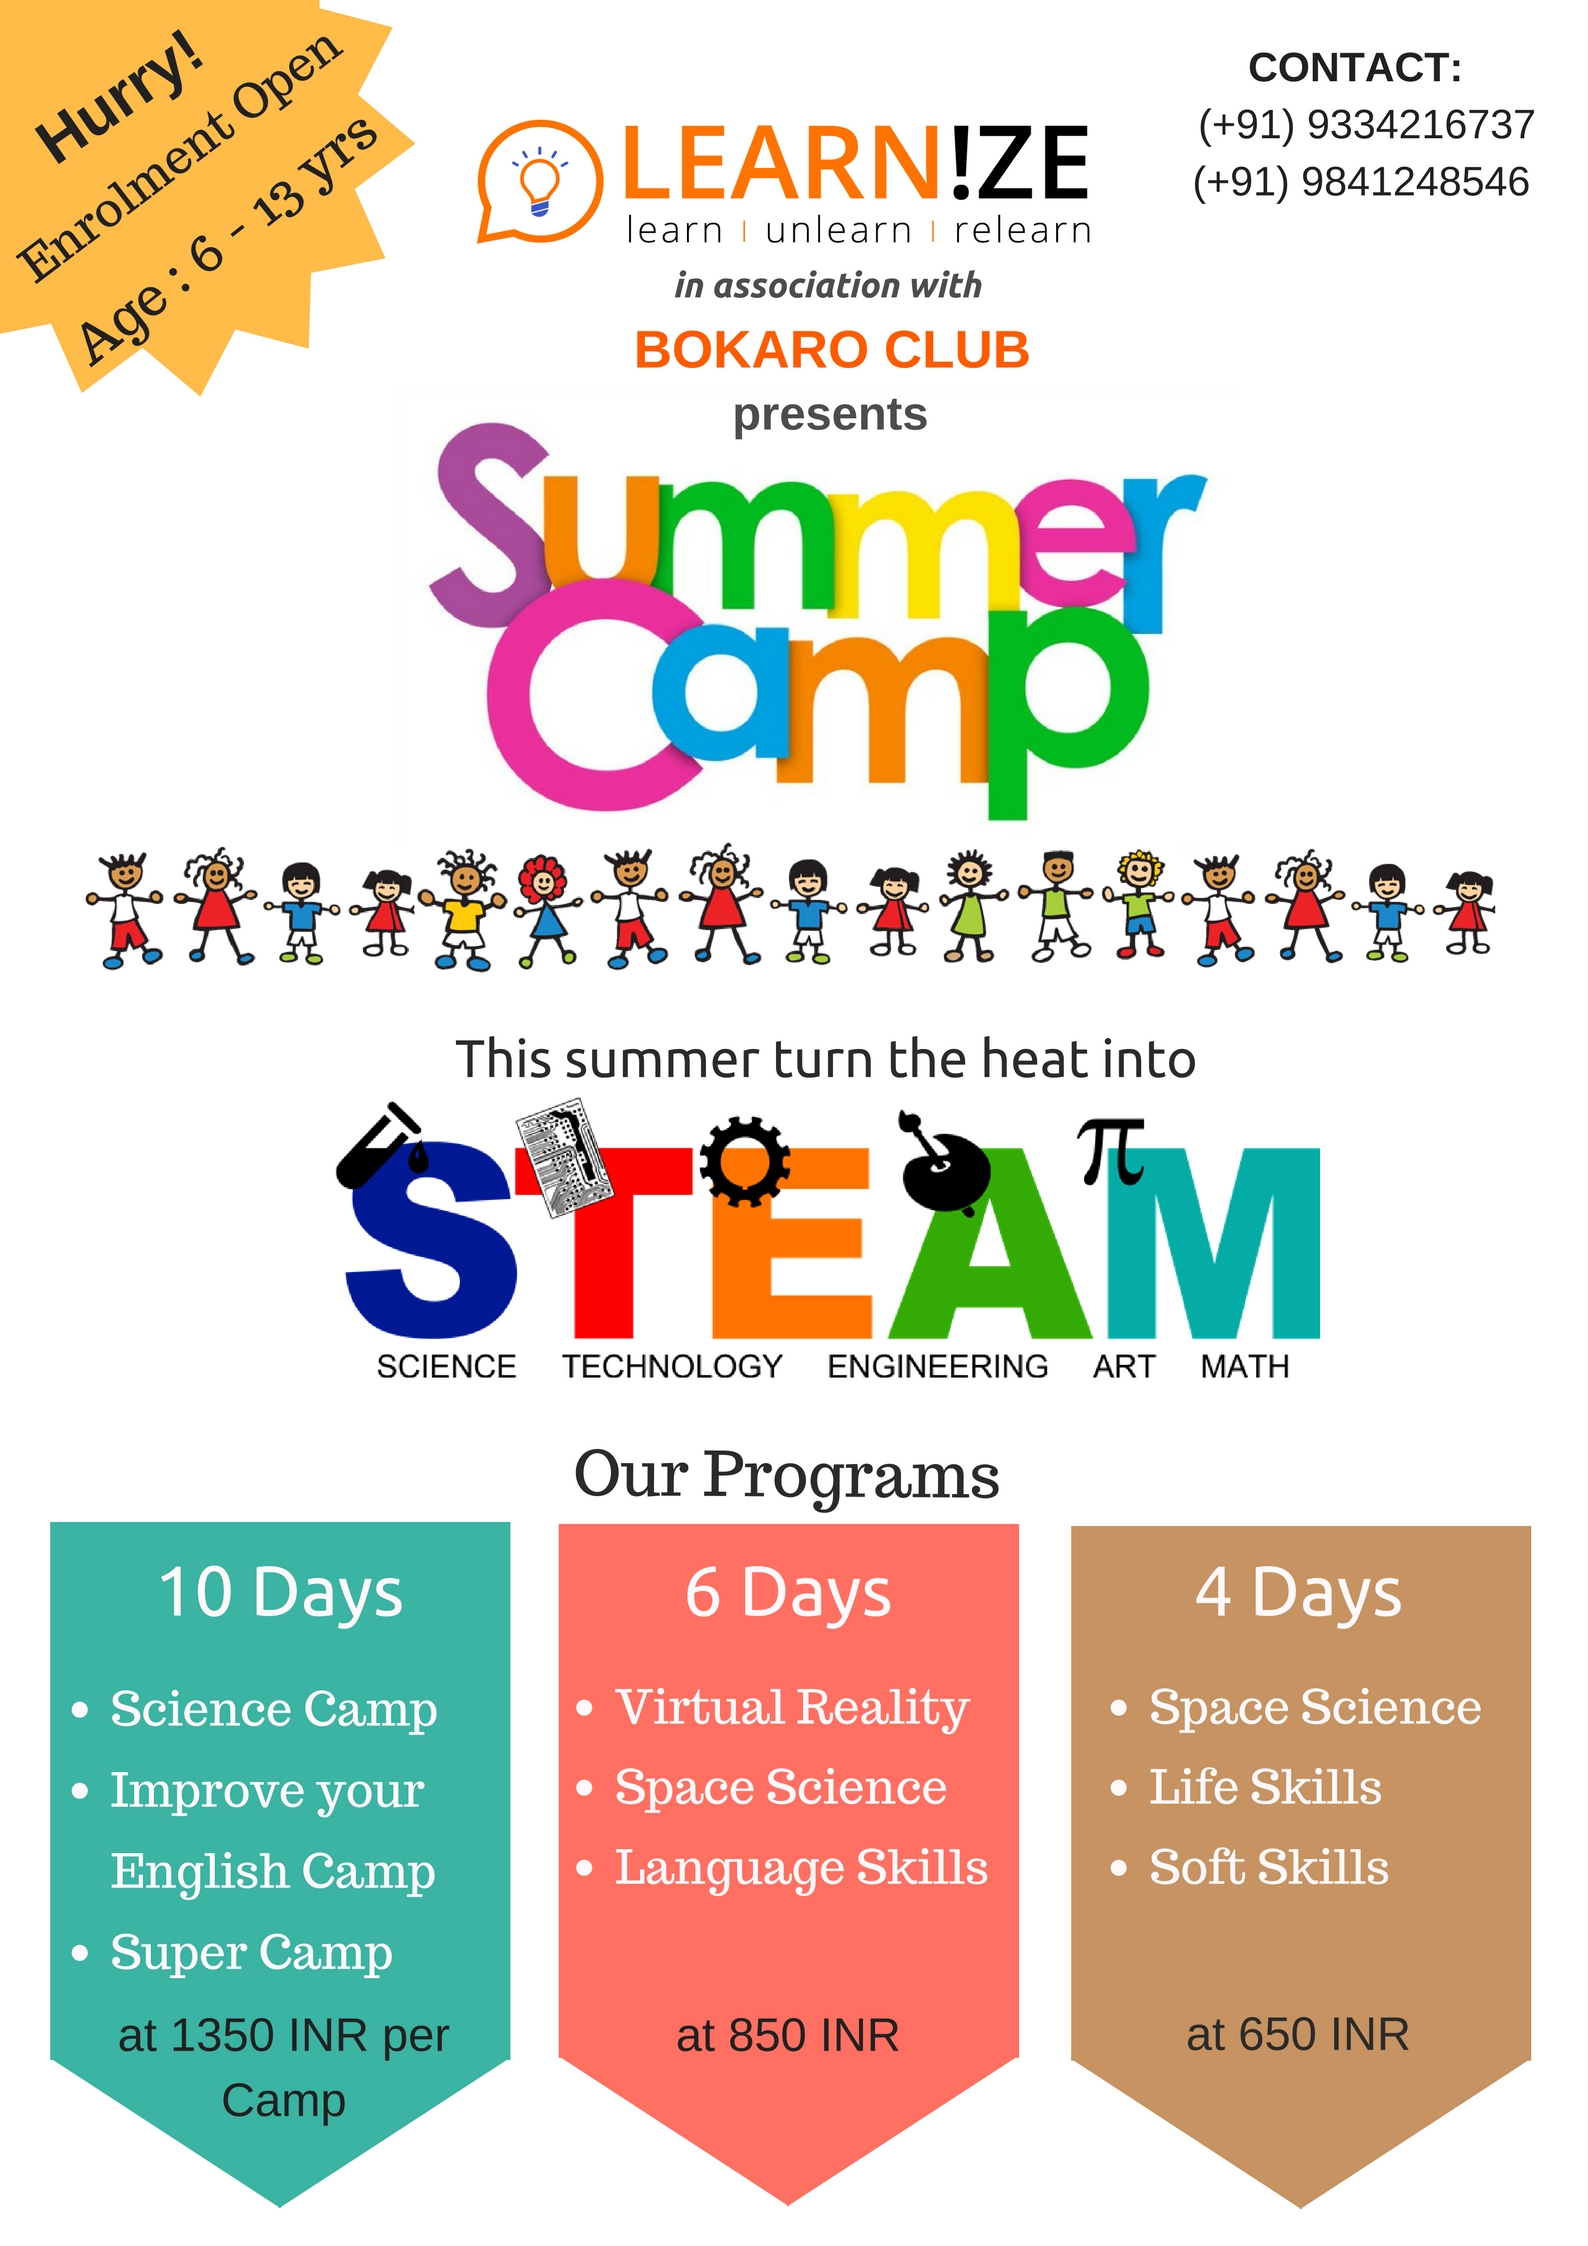 Hurry!
Enrolment Open
Age : 6 - 13 yrs
CONTACT:
(+91) 9334216737
(+91) 9841248546
LEARN!ZE
learn | unlearn | relearn
in association with
BOKARO CLUB
presents
Summer
Camp
This summer turn the heat into
STEAM
π
SCIENCE TECHNOLOGY ENGINEERING ART MATH
Our Programs
10 Days
• Science Camp
• Improve your
English Camp
• Super Camp
at 1350 INR per
Camp
6 Days
• Virtual Reality
• Space Science
• Language Skills
at 850 INR
4 Days
• Space Science
• Life Skills
• Soft Skills
at 650 INR